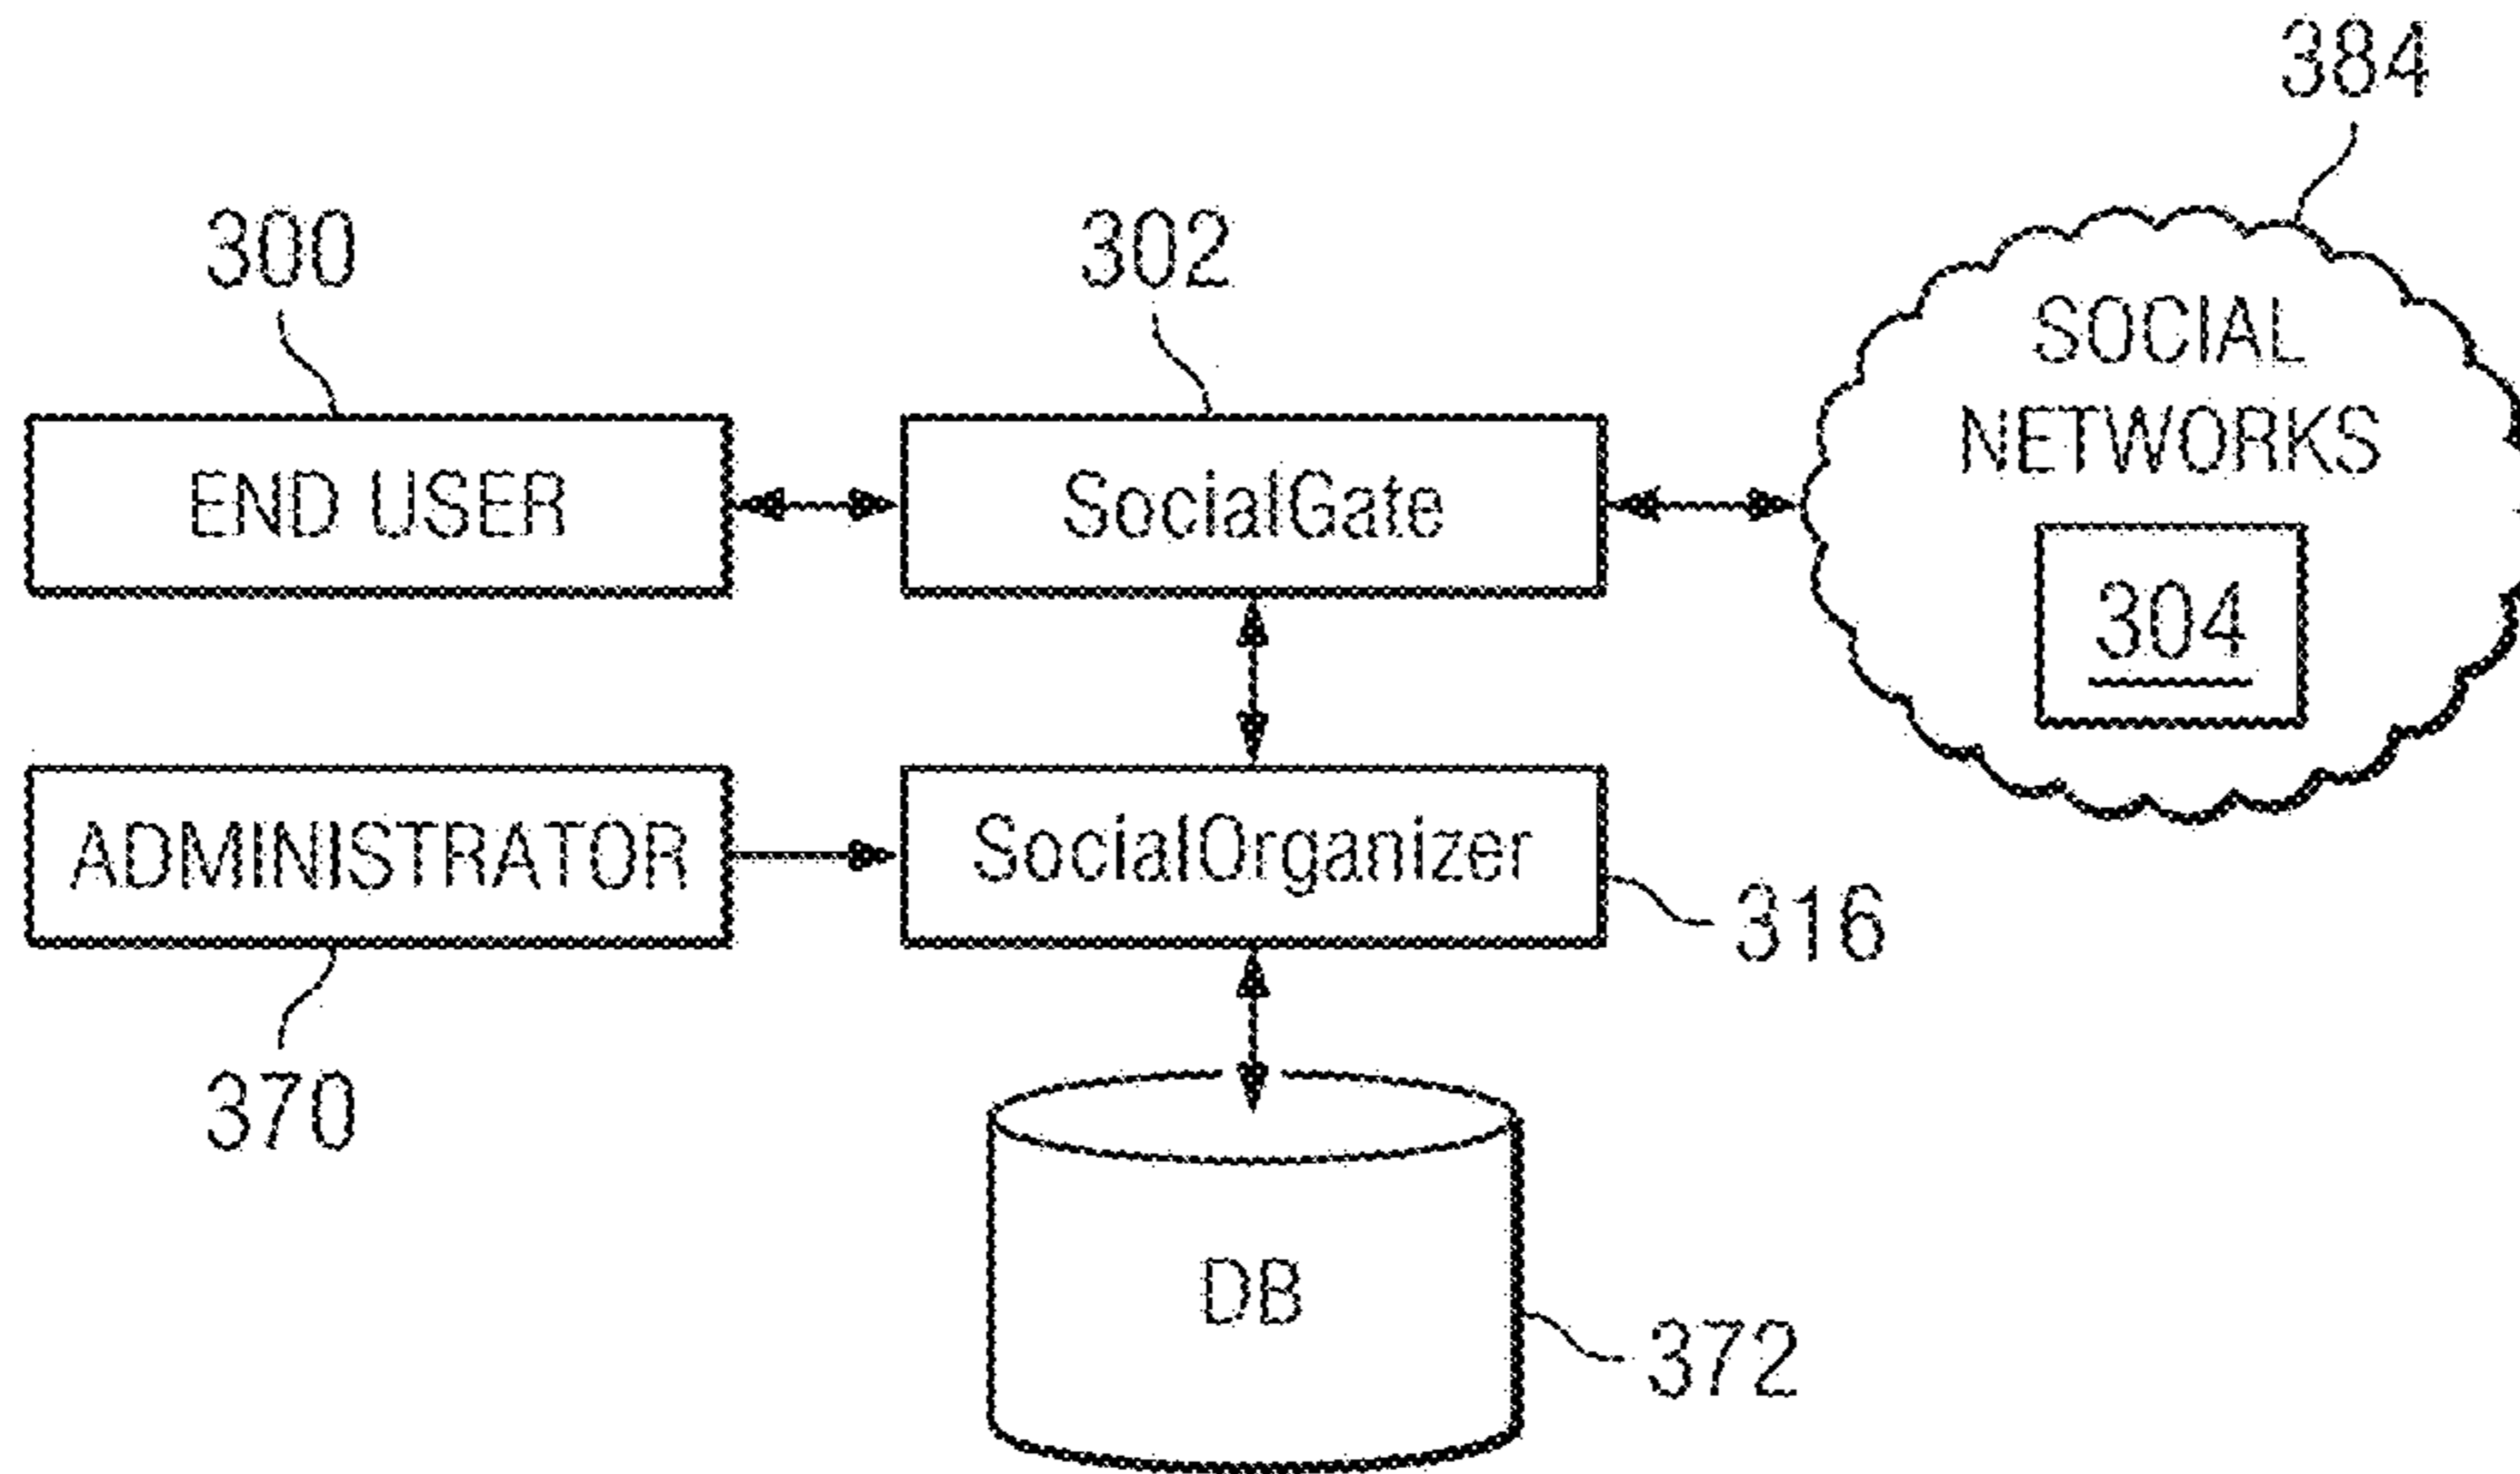 384
300
302
SOCIAL
NETWORKS
END USER
SocialGate
304
ADMINISTRATOR
SocialOrganizer
316
370
DB
372